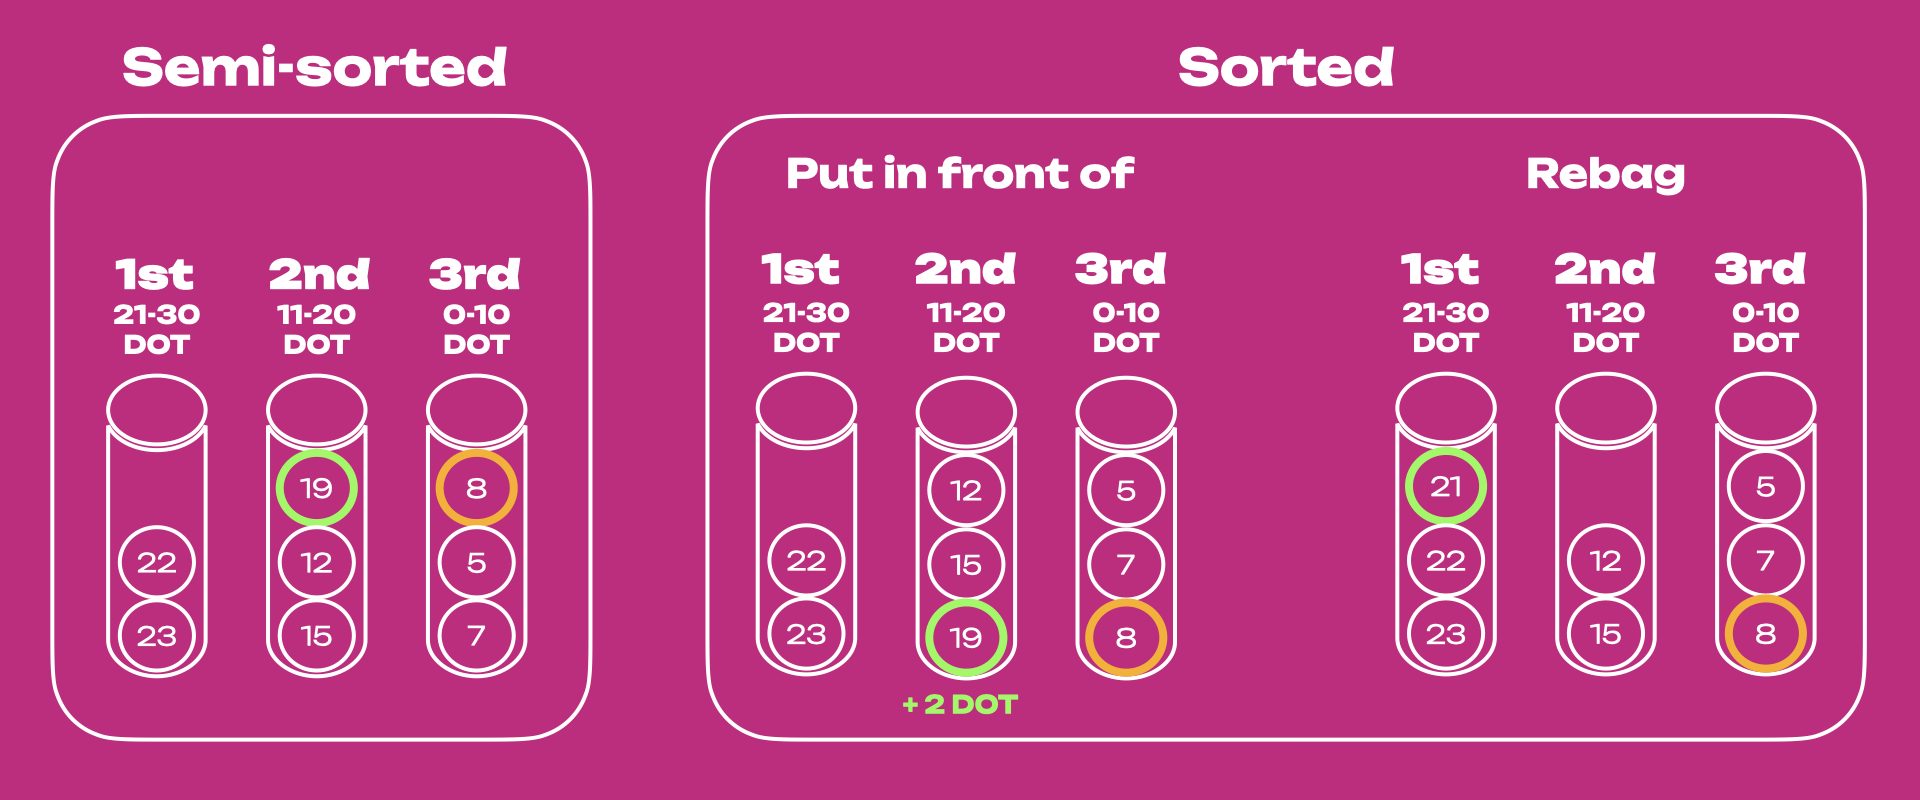 Semi-sorted
1st
21-30
DOT
22
23
2nd
11-20
DOT
19
12
15
3rd
0-10
DOT
8
5
7
Sorted
Put in front of
1st
21-30
DOT
22
23
2nd
11-20
DOT
12
15
19
+ 2 DOT
3rd
0-10
DOT
5
7
8
Rebag
1st
21-30
DOT
21
22
23
2nd
11-20
DOT
12
15
3rd
0-10
DOT
5
7
8